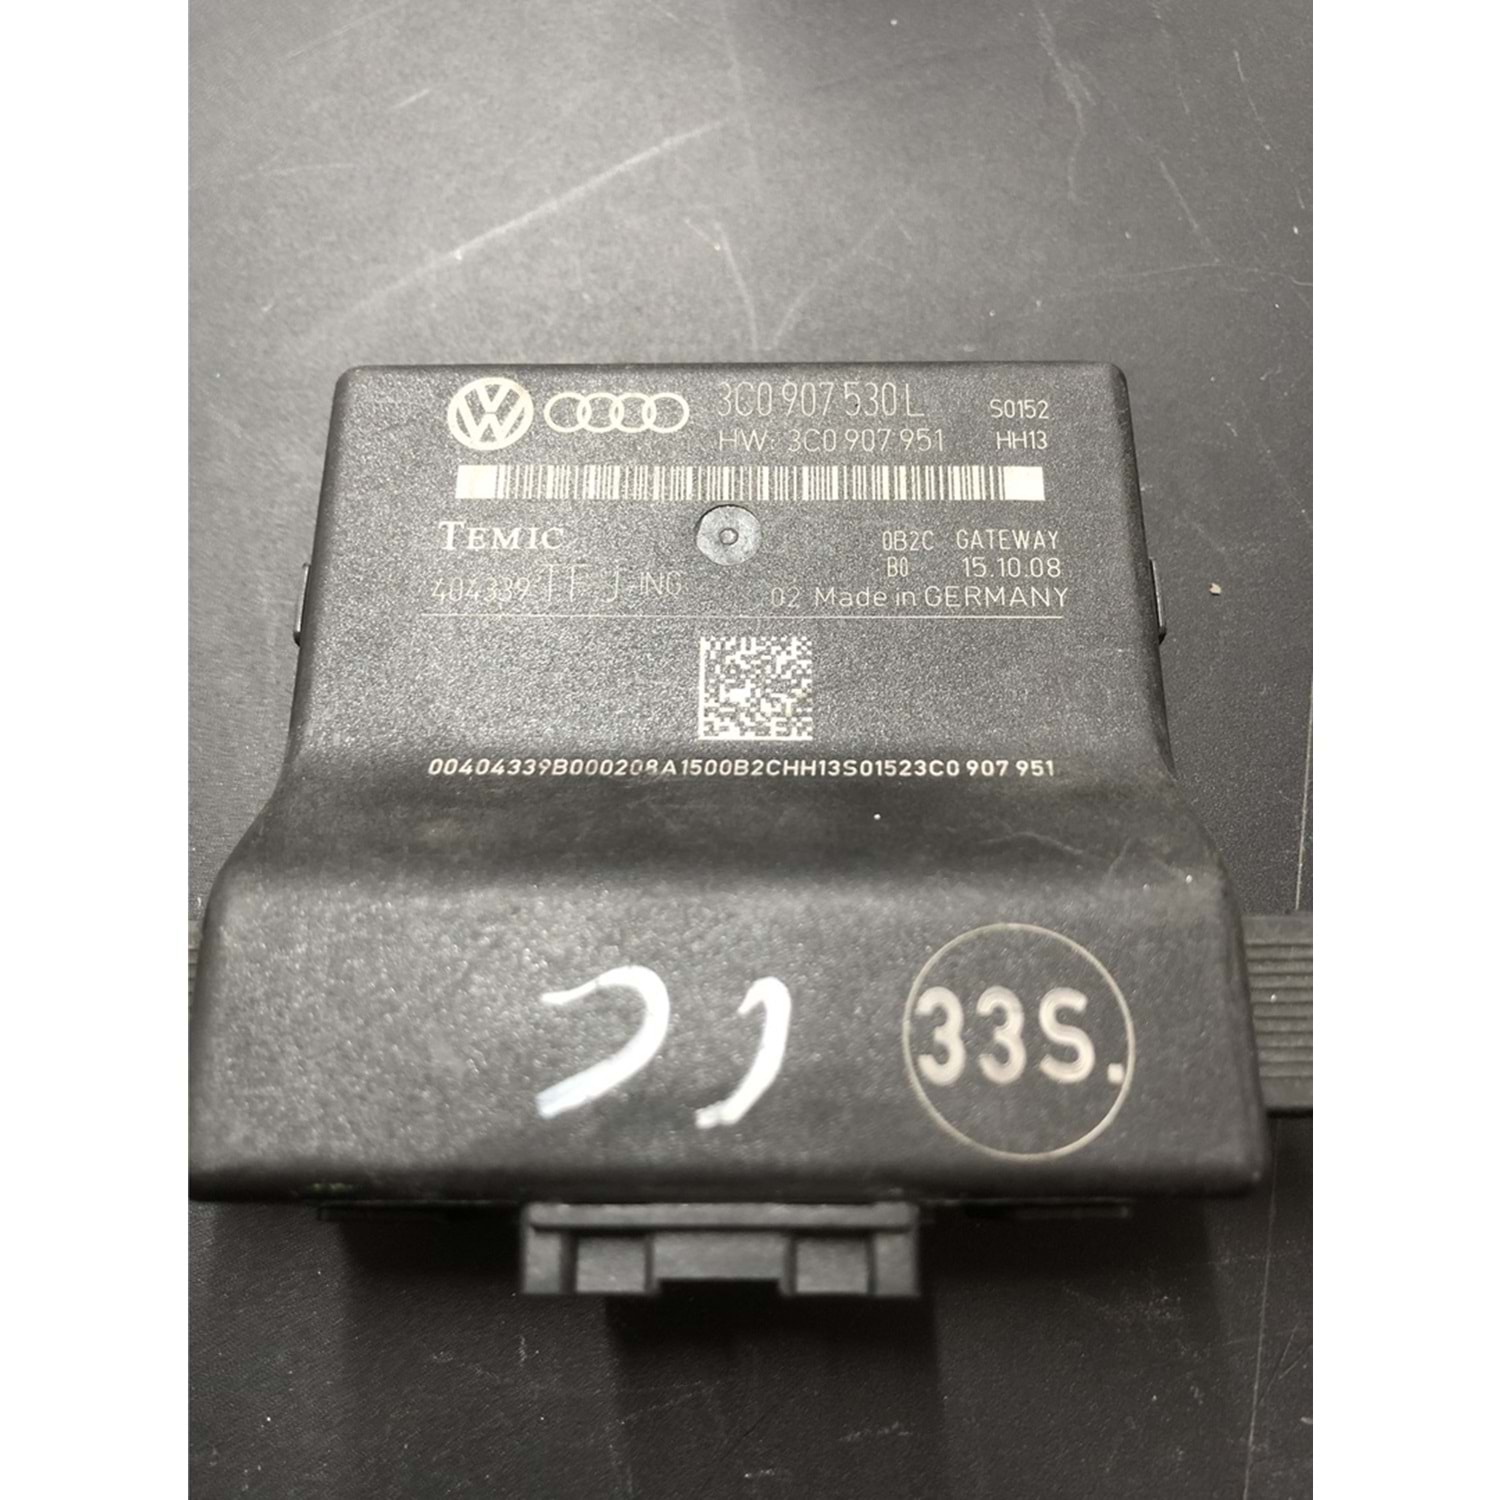 3C0 907 530 L S0152
HW: 3C0 907 951 HH13
TEMIC 0B2C GATEWAY
B0 15.10.08
404339 02 Made in GERMANY
00404339B000208A1500B2CHH13S01523C0 907 951
33S.